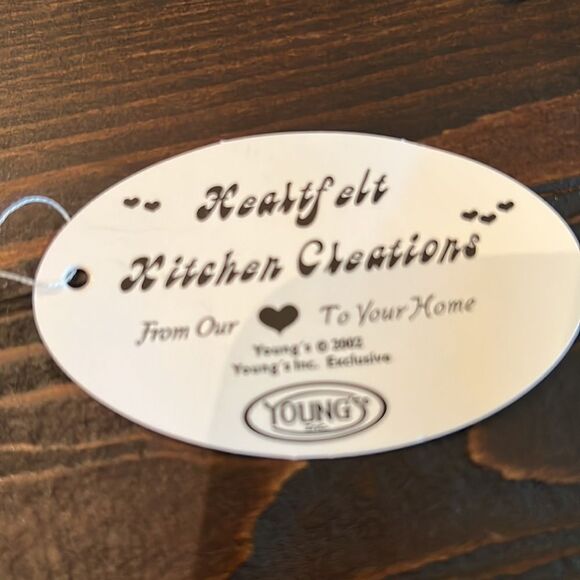 Heartfelt
Kitchen Creations
From Our To Your Home
Young's © 2002
Young's Inc. Exclusive
YOUNG'S